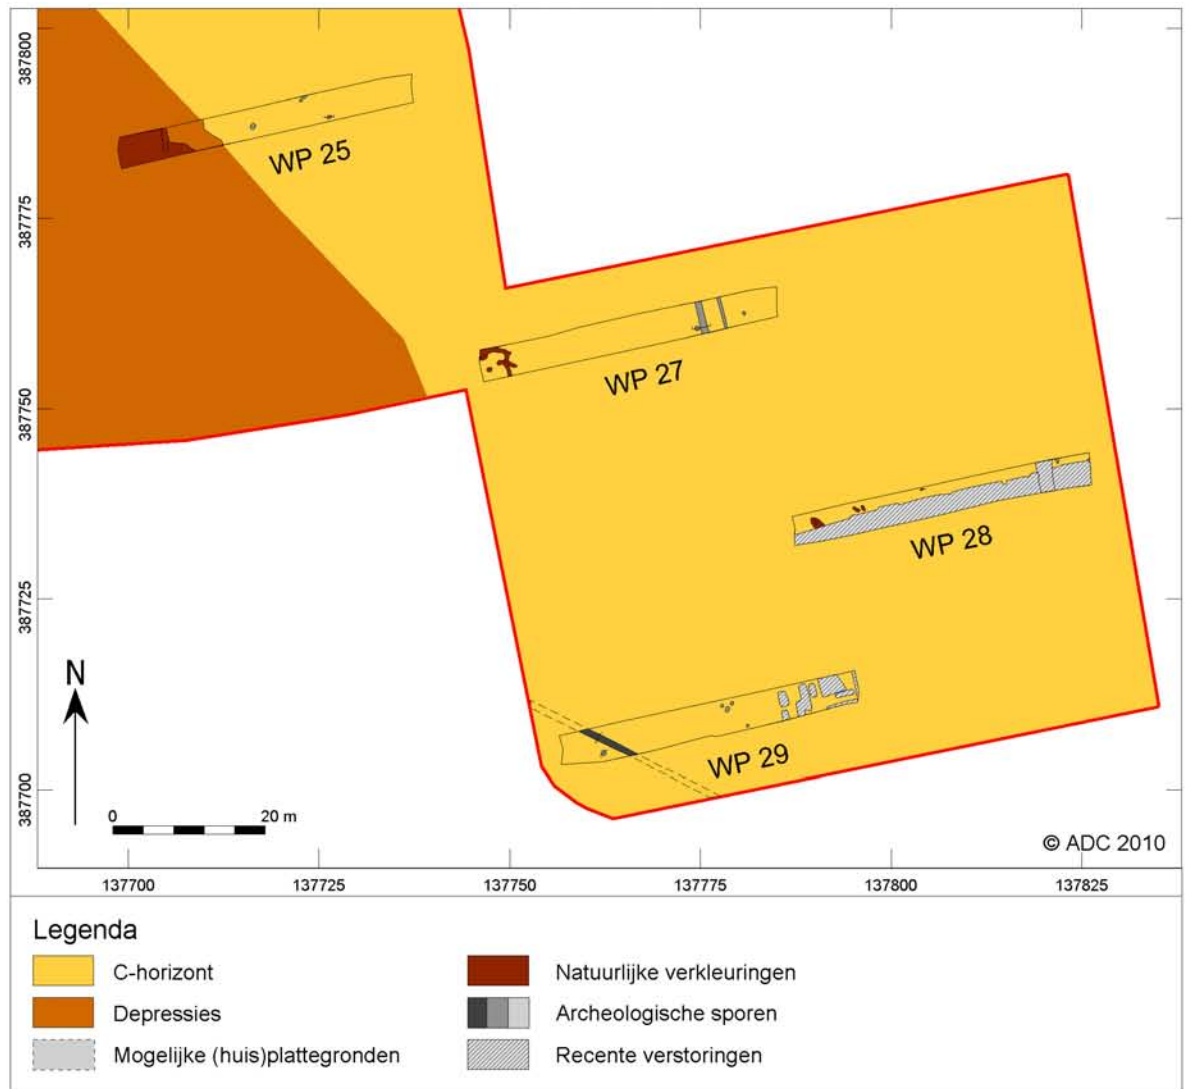 387800
387775
387750
387725
387700
WP 25
WP 27
WP 28
WP 29
N
0 20 m
© ADC 2010
137700 137725 137750 137775 137800 137825
Legenda
C-horizont
Depressies
Mogelijke (huis)plattegronden
Natuurlijke verkleuringen
Archeologische sporen
Recente verstoringen